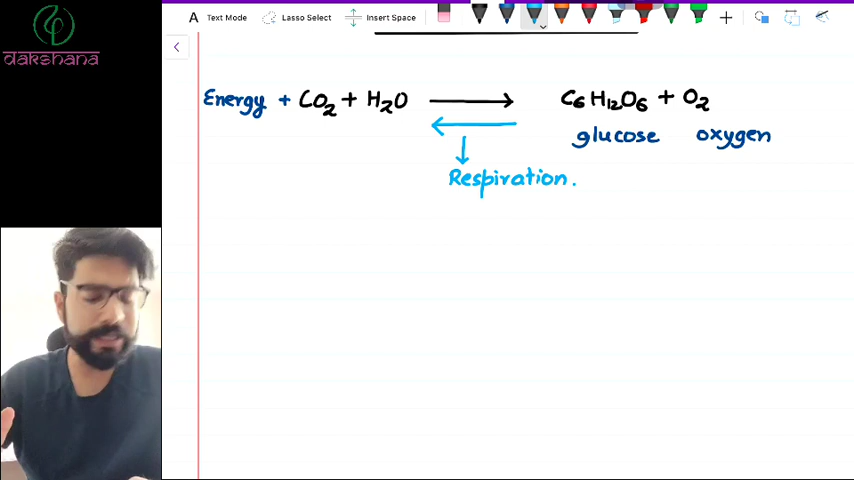 dakshana
Text Mode Lasso Select Insert Space
Energy + CO2 + H2O ⟶ C6H12O6 + O2
glucose oxygen
Respiration.